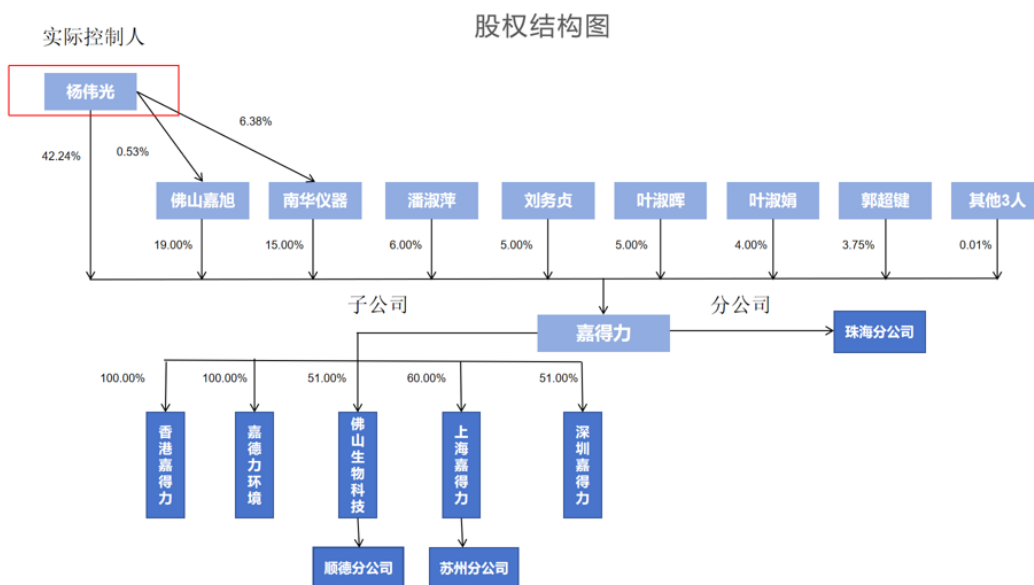 股权结构图
实际控制人
杨伟光
6.38%
42.24%
0.53%
佛山嘉旭
南华仪器
潘淑萍
刘务贞
叶淑晖
叶淑娟
郭超键
其他3人
19.00%
15.00%
6.00%
5.00%
5.00%
4.00%
3.75%
0.01%
子公司
分公司
嘉得力
珠海分公司
100.00%
100.00%
51.00%
60.00%
51.00%
香港嘉得力
嘉德力环境
佛山生物科技
上海嘉得力
深圳嘉得力
顺德分公司
苏州分公司